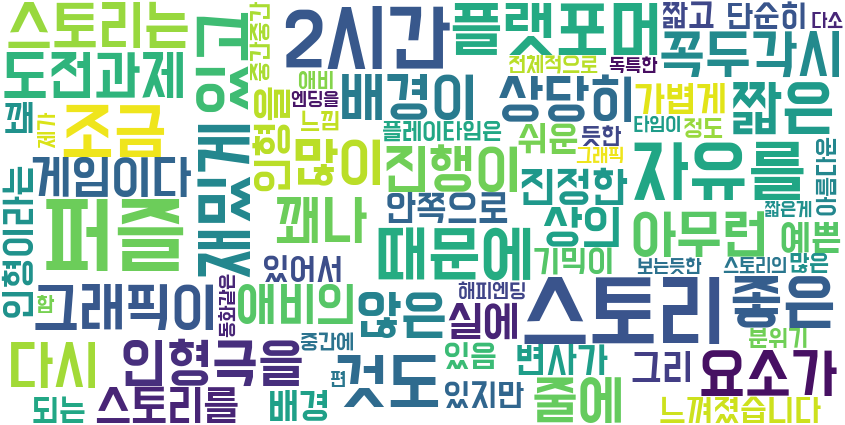 스토리는
도전과제
꽤
제가
조금
있고
재밌게
중간중간
2시간
플랫포머
짧고
단순히
다소
꼭두각시
전체적으로
독특한
애비
엔딩을
느낌
배경이
상당히
가볍게
짧은
인형을
많이
플레이타임은
쉬운
듯한
그래픽
타임이
정도
게임이다
진행이
진정한
자유를
아름다운
인형이라는
퍼즐
꽤나
안쪽으로
상의
아무런
짧은게
예쁜
때문에
기믹이
보는듯한
스토리의
많은
있어서
함
그래픽이
동화같은
애비의
않은
실에
해피엔딩
스토리
좋은
다시
인형극을
중간에
편
것도
있음
변사가
그리
분위기
요소가
되는
스토리를
배경
있지만
줄에
느껴졌습니다